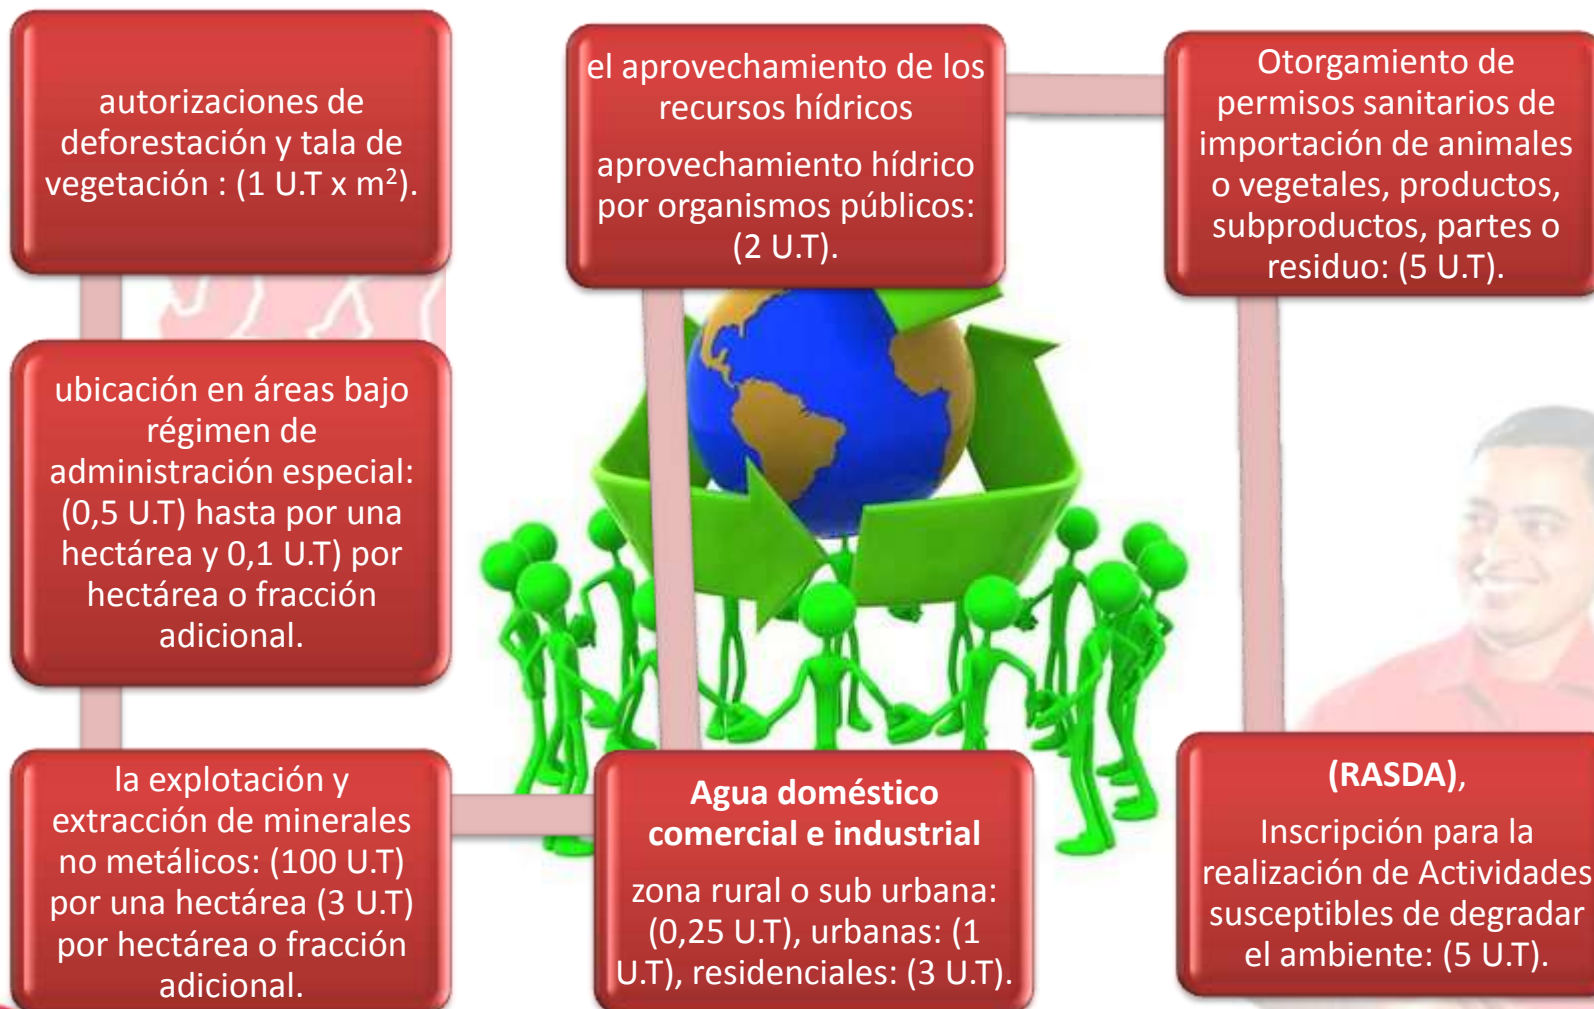 autorizaciones de
deforestación y tala de
vegetación : (1 U.T x m²).
ubicación en áreas bajo
régimen de
administración especial:
(0,5 U.T) hasta por una
hectárea y 0,1 U.T) por
hectárea o fracción
adicional.
la explotación y
extracción de minerales
no metálicos: (100 U.T)
por una hectárea (3 U.T)
por hectárea o fracción
adicional.
Agua doméstico
comercial e industrial
zona rural o sub urbana:
(0,25 U.T), urbanas: (1
U.T), residenciales: (3 U.T).
el aprovechamiento de los
recursos hídricos
aprovechamiento hídrico
por organismos públicos:
(2 U.T).
Otorgamiento de
permisos sanitarios de
importación de animales
o vegetales, productos,
subproductos, partes o
residuo: (5 U.T).
(RASDA),
Inscripción para la
realización de Actividades
susceptibles de degradar
el ambiente: (5 U.T).